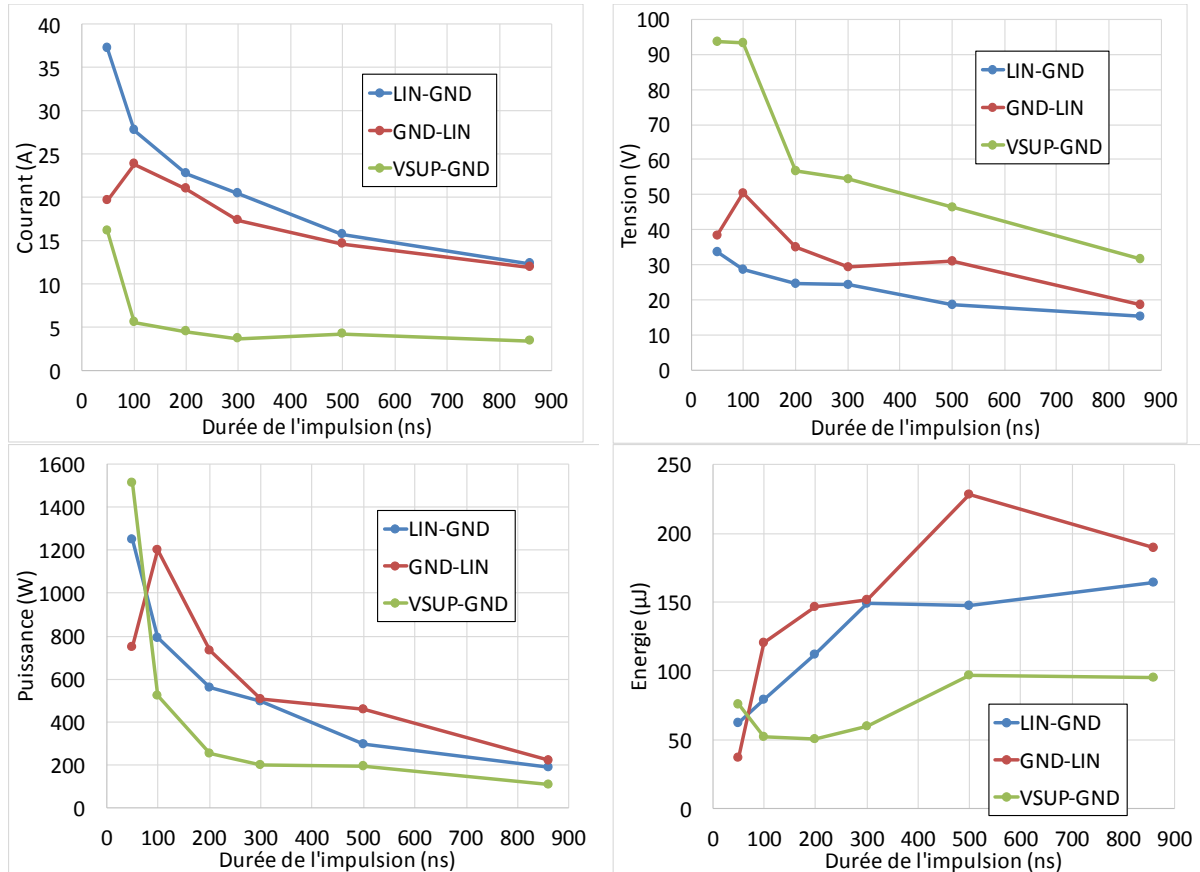 40
35
30
25
20
15
10
5
0
Courant (A)
LIN-GND
GND-LIN
VSUP-GND
0 100 200 300 400 500 600 700 800 900
Durée de l'impulsion (ns)
100
90
80
70
60
50
40
30
20
10
0
Tension (V)
LIN-GND
GND-LIN
VSUP-GND
0 100 200 300 400 500 600 700 800 900
Durée de l'impulsion (ns)
1600
1400
1200
1000
800
600
400
200
0
Puissance (W)
LIN-GND
GND-LIN
VSUP-GND
0 100 200 300 400 500 600 700 800 900
Durée de l'impulsion (ns)
250
200
150
100
50
0
Energie (µJ)
LIN-GND
GND-LIN
VSUP-GND
0 100 200 300 400 500 600 700 800 900
Durée de l'impulsion (ns)